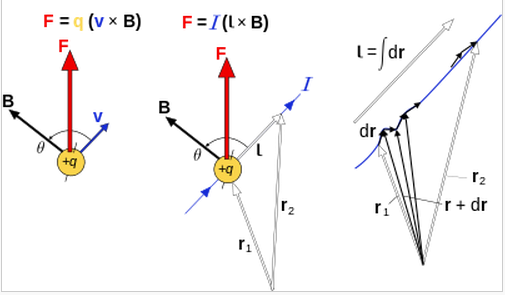 F = q (v × B)
F
B
v
θ
+q
F = I (l × B)
F
B
I
θ
l
+q
r1
r2
l = ∫ dr
dr
r1
r2
r + dr